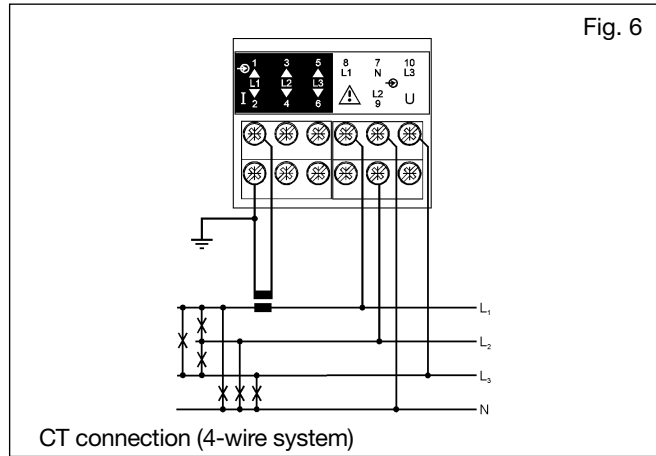 Fig. 6
1 3 5 8 7 10
L1 N L3
L1 L2 L3
L2
I 2 4 6 9 U
L1
L2
L3
N
CT connection (4-wire system)